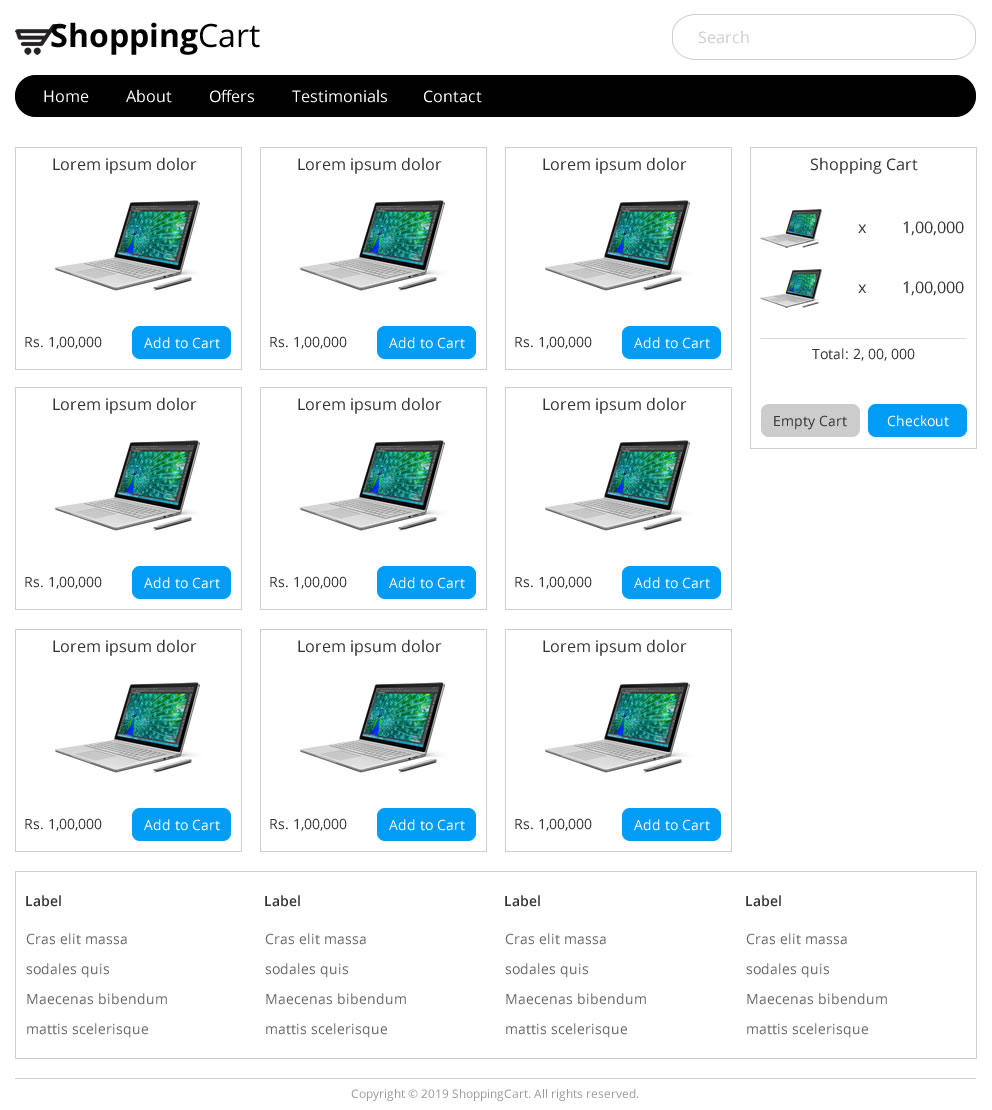 ShoppingCart
Search
Home About Offers Testimonials Contact
Lorem ipsum dolor
Rs. 1,00,000 Add to Cart
Lorem ipsum dolor
Rs. 1,00,000 Add to Cart
Lorem ipsum dolor
Rs. 1,00,000 Add to Cart
Shopping Cart
x 1,00,000
x 1,00,000
Total: 2, 00, 000
Empty Cart Checkout
Lorem ipsum dolor
Rs. 1,00,000 Add to Cart
Lorem ipsum dolor
Rs. 1,00,000 Add to Cart
Lorem ipsum dolor
Rs. 1,00,000 Add to Cart
Lorem ipsum dolor
Rs. 1,00,000 Add to Cart
Lorem ipsum dolor
Rs. 1,00,000 Add to Cart
Lorem ipsum dolor
Rs. 1,00,000 Add to Cart
Label
Cras elit massa
sodales quis
Maecenas bibendum
mattis scelerisque
Label
Cras elit massa
sodales quis
Maecenas bibendum
mattis scelerisque
Label
Cras elit massa
sodales quis
Maecenas bibendum
mattis scelerisque
Label
Cras elit massa
sodales quis
Maecenas bibendum
mattis scelerisque
Copyright © 2019 ShoppingCart. All rights reserved.